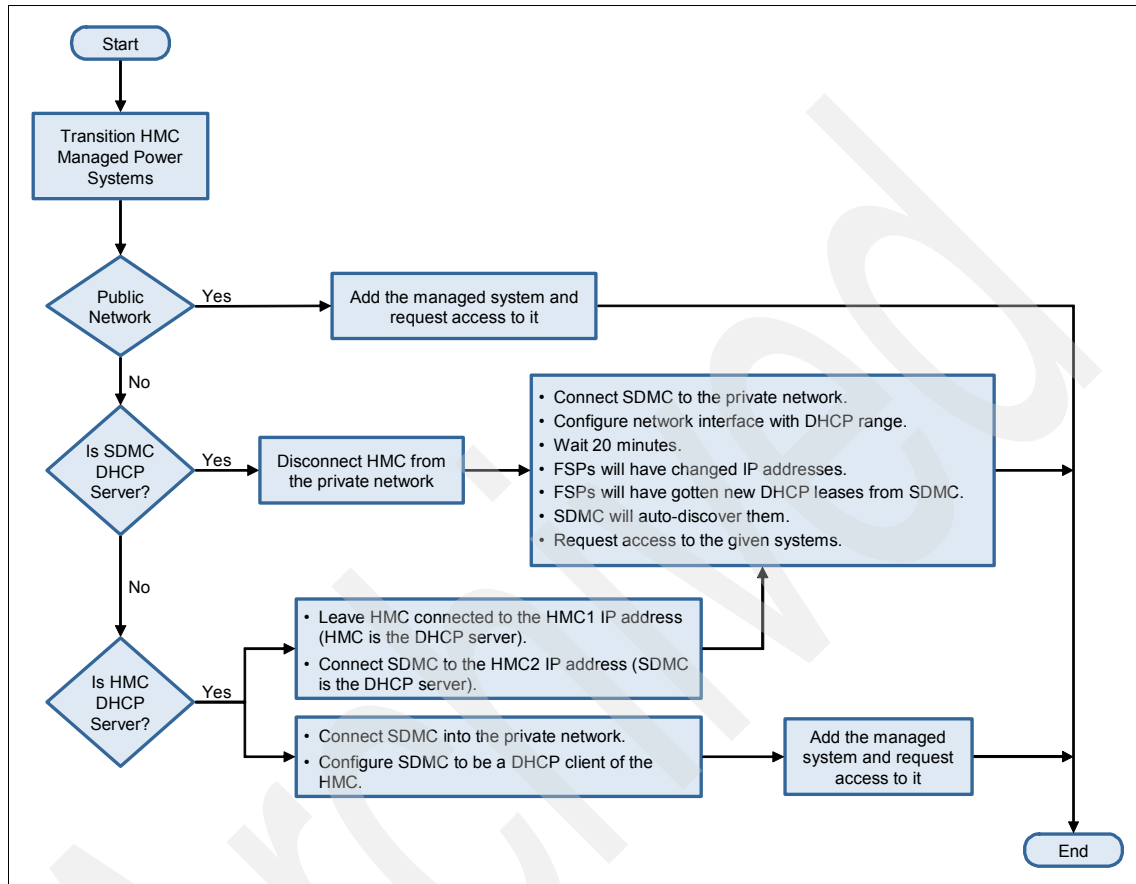 Start
Transition HMC
Managed Power
Systems
Public
Network
Yes
Add the managed system and
request access to it
No
Is SDMC
DHCP
Server?
Yes
Disconnect HMC from
the private network
• Connect SDMC to the private network.
• Configure network interface with DHCP range.
• Wait 20 minutes.
• FSPs will have changed IP addresses.
• FSPs will have gotten new DHCP leases from SDMC.
• SDMC will auto-discover them.
• Request access to the given systems.
No
Is HMC
DHCP
Server?
Yes
• Leave HMC connected to the HMC1 IP address
(HMC is the DHCP server).
• Connect SDMC to the HMC2 IP address (SDMC
is the DHCP server).
• Connect SDMC into the private network.
• Configure SDMC to be a DHCP client of the
HMC.
Add the managed
system and request
access to it
End
Archived